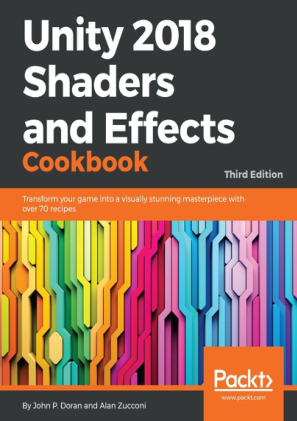 Unity 2018
Shaders
and Effects
Cookbook
Third Edition
Transform your game into a visually stunning masterpiece with
over 70 recipes
Packt>
www.packt.com
By John P. Doran and Alan Zucconi